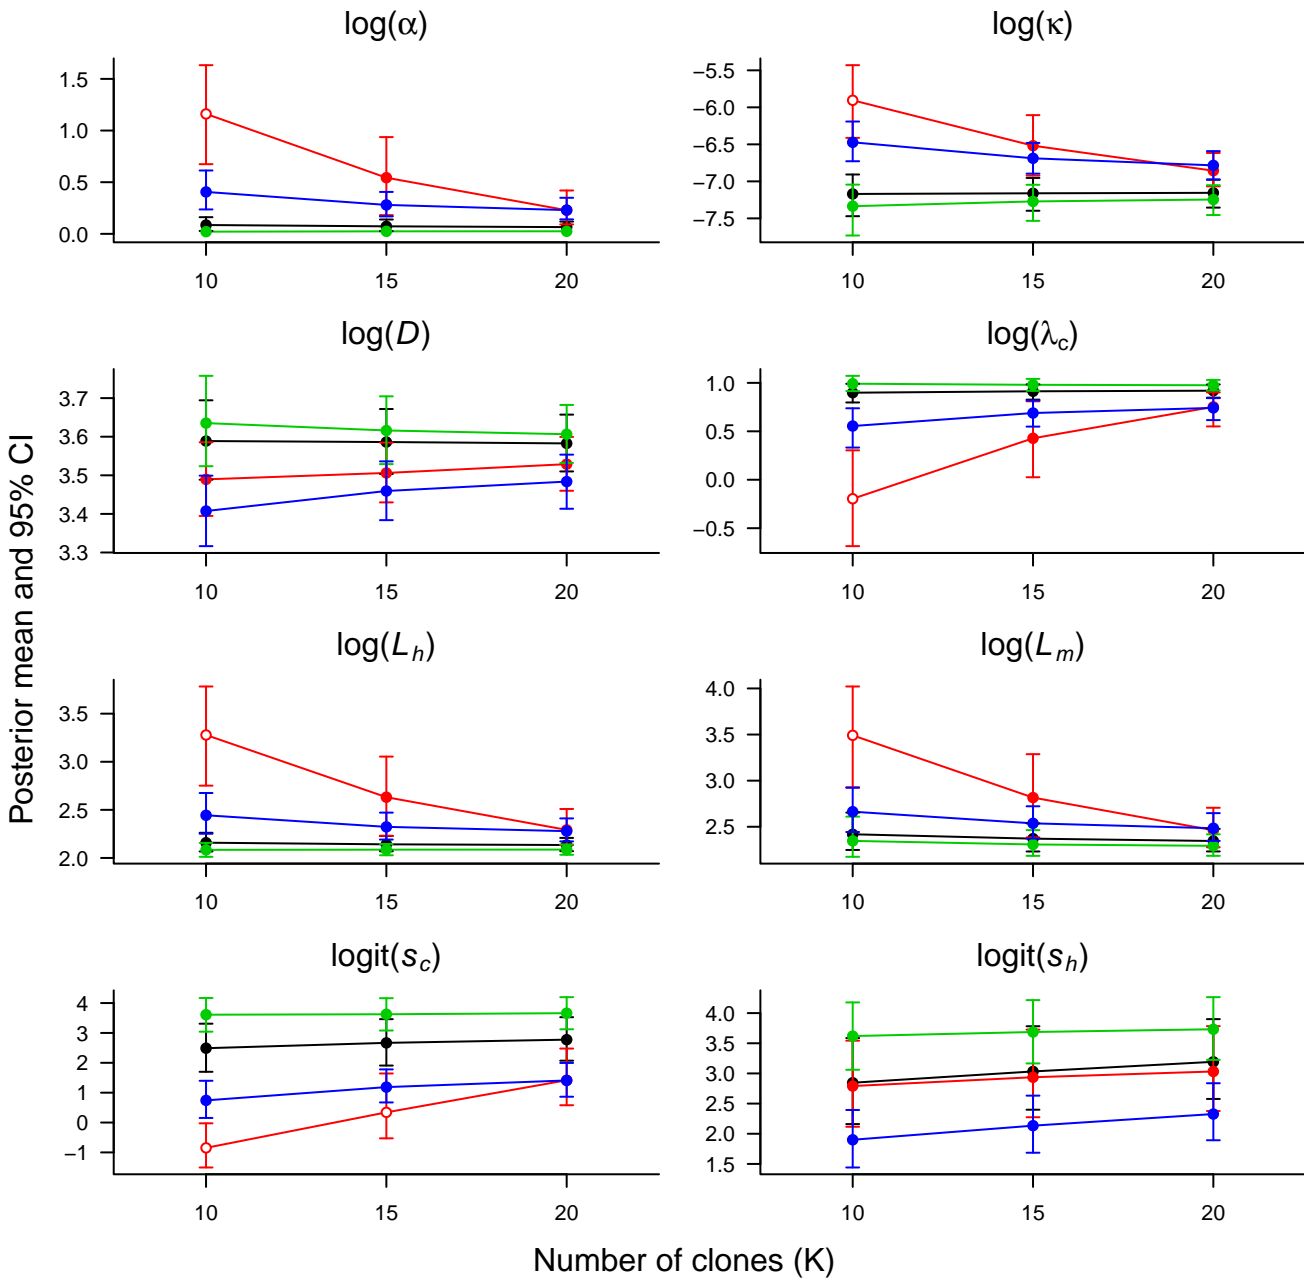 log(α)
1.5
1.0
0.5
0.0
10 15 20
log(κ)
−5.5
−6.0
−6.5
−7.0
−7.5
10 15 20
log(D)
3.7
3.6
3.5
3.4
3.3
10 15 20
log(λc)
1.0
0.5
0.0
−0.5
10 15 20
log(Lh)
3.5
3.0
2.5
2.0
10 15 20
log(Lm)
4.0
3.5
3.0
2.5
10 15 20
logit(sc)
4
3
2
1
0
−1
10 15 20
logit(sh)
4.0
3.5
3.0
2.5
2.0
1.5
10 15 20
Posterior mean and 95% CI
Number of clones (K)